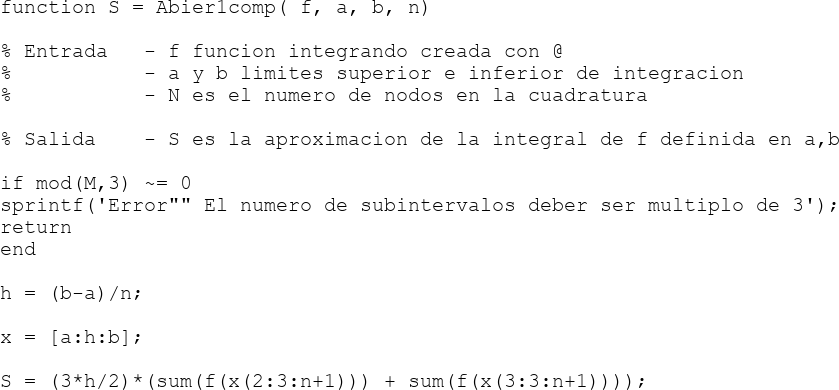 function S = Abier1comp( f, a, b, n)
% Entrada   - f funcion integrando creada con @
%           - a y b limites superior e inferior de integracion
%           - N es el numero de nodos en la cuadratura
% Salida    - S es la aproximacion de la integral de f definida en a,b
if mod(M,3) ~= 0
sprintf('Error"" El numero de subintervalos deber ser multiplo de 3');
return
end
h = (b-a)/n;
x = [a:h:b];
S = (3*h/2)*(sum(f(x(2:3:n+1))) + sum(f(x(3:3:n+1))));